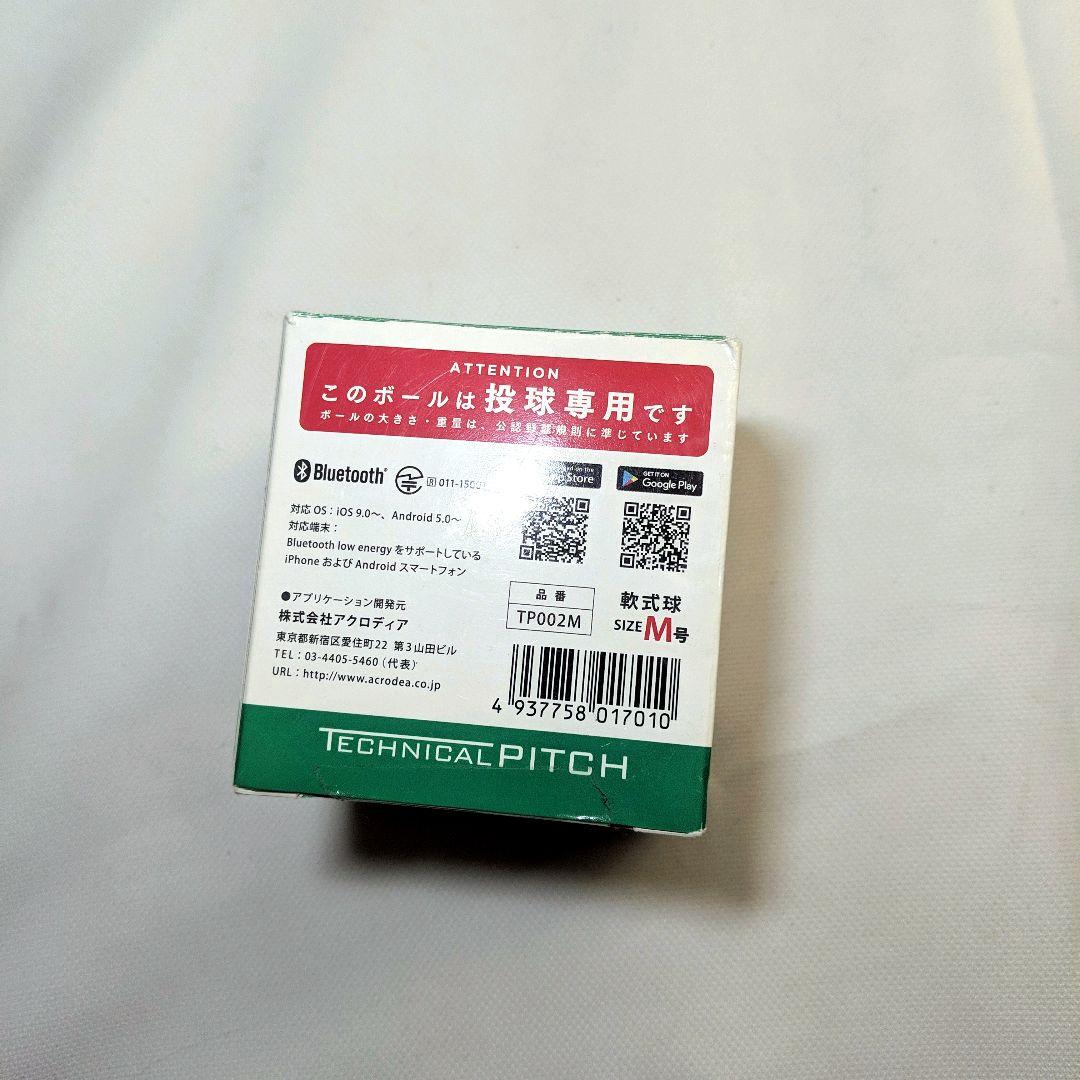 ATTENTION
このボールは投球専用です
ボールの大きさ・重量は、公認野球規則に準じています
Bluetooth®
R 011-150
Store
GET IT ON
Google Play
対応 OS：iOS 9.0～、Android 5.0～
対応端末：
Bluetooth low energy をサポートしている
iPhone および Android スマートフォン
●アプリケーション開発元
株式会社アクロディア
東京都新宿区愛住町22 第3山田ビル
TEL：03-4405-5460（代表）
URL：http://www.acrodea.co.jp
品番
TP002M
軟式球
SIZE M号
4 937758 017010
TECHNICAL PITCH